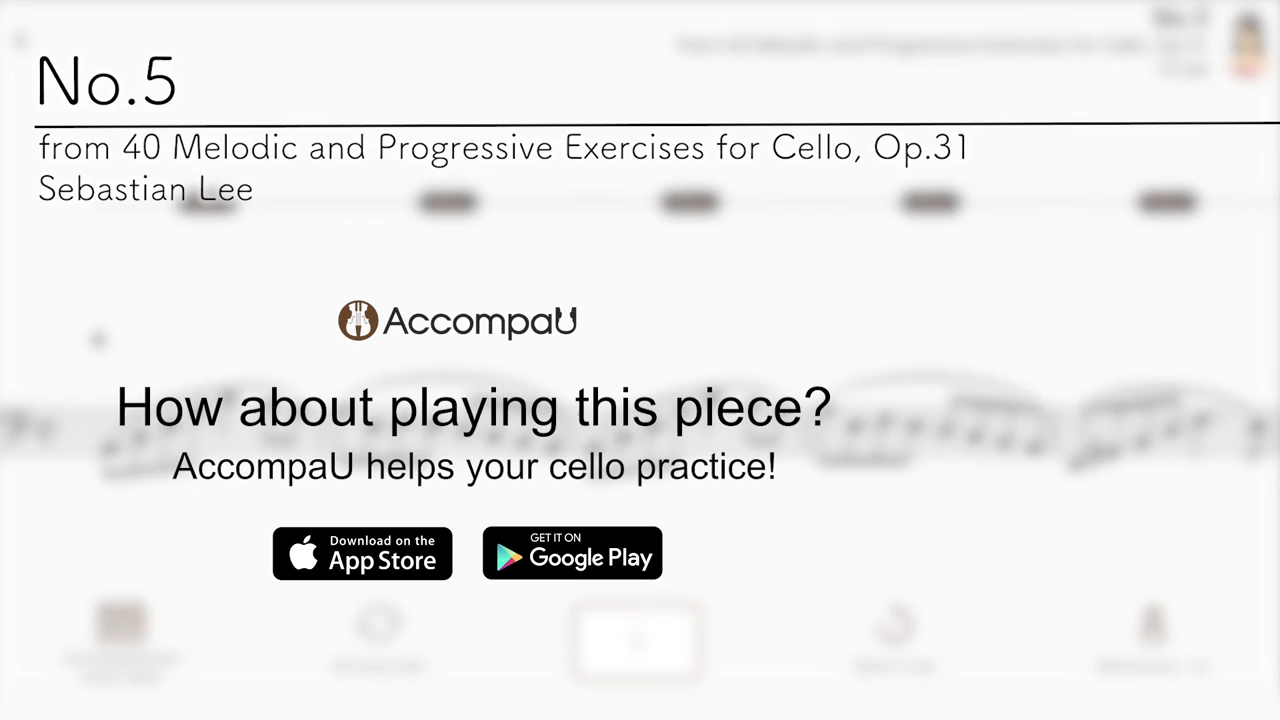 No.5
from 40 Melodic and Progressive Exercises for Cello, Op.31
Sebastian Lee
AccompaU
How about playing this piece?
AccompaU helps your cello practice!
Download on the
App Store
GET IT ON
Google Play